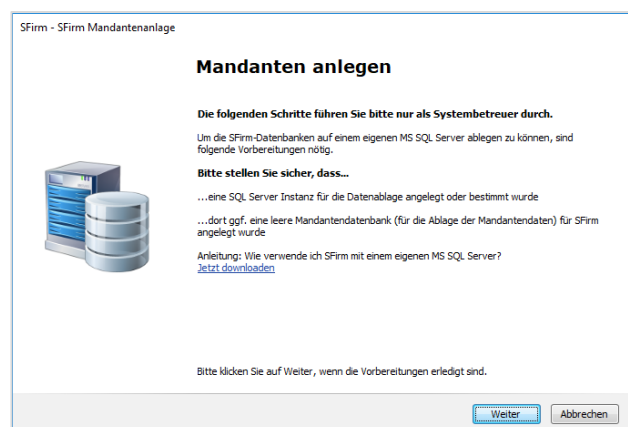 SFirm - SFirm Mandantenanlage
Mandanten anlegen
Die folgenden Schritte führen Sie bitte nur als Systembetreuer durch.
Um die SFirm-Datenbanken auf einem eigenen MS SQL Server ablegen zu können, sind
folgende Vorbereitungen nötig.
Bitte stellen Sie sicher, dass...
...eine SQL Server Instanz für die Datenablage angelegt oder bestimmt wurde
...dort ggf. eine leere Mandantendatenbank (für die Ablage der Mandantendaten) für SFirm
angelegt wurde
Anleitung: Wie verwende ich SFirm mit einem eigenen MS SQL Server?
Jetzt downloaden
Bitte klicken Sie auf Weiter, wenn die Vorbereitungen erledigt sind.
Weiter Abbrechen